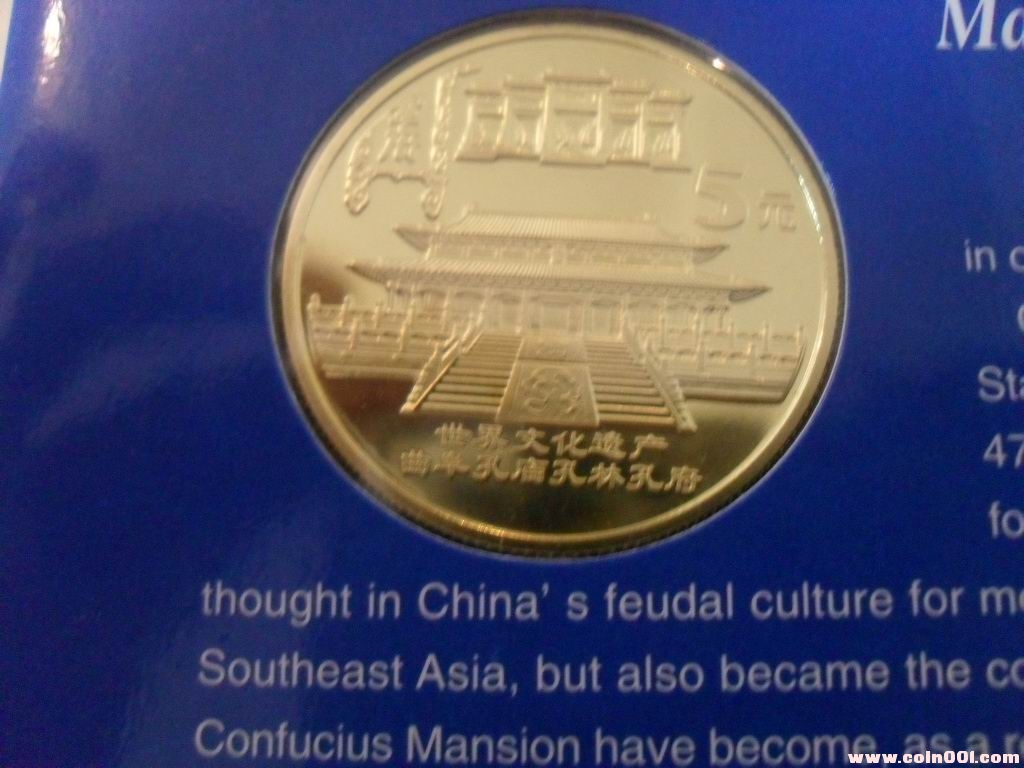 Ma
5元
in c
Sta
47
fo
世界文化遗产
曲阜孔庙孔林孔府
thought in China' s feudal culture for m
Southeast Asia, but also became the co
Confucius Mansion have become, as a re
www.coin001.com